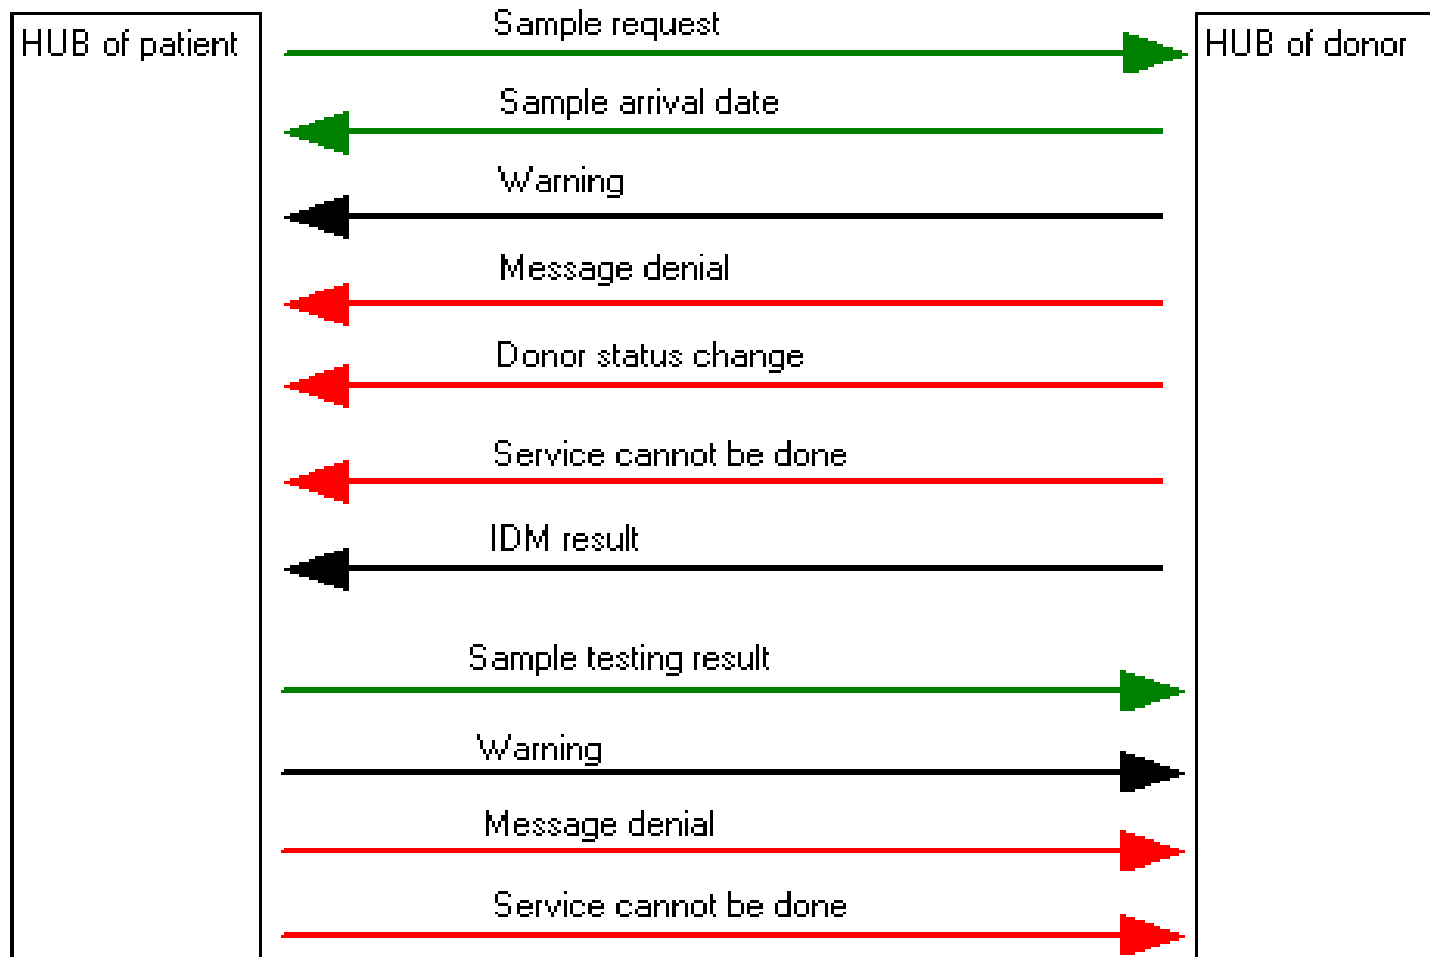 HUB of patient
Sample request
HUB of donor
Sample arrival date
Warning
Message denial
Donor status change
Service cannot be done
IDM result
Sample testing result
Warning
Message denial
Service cannot be done